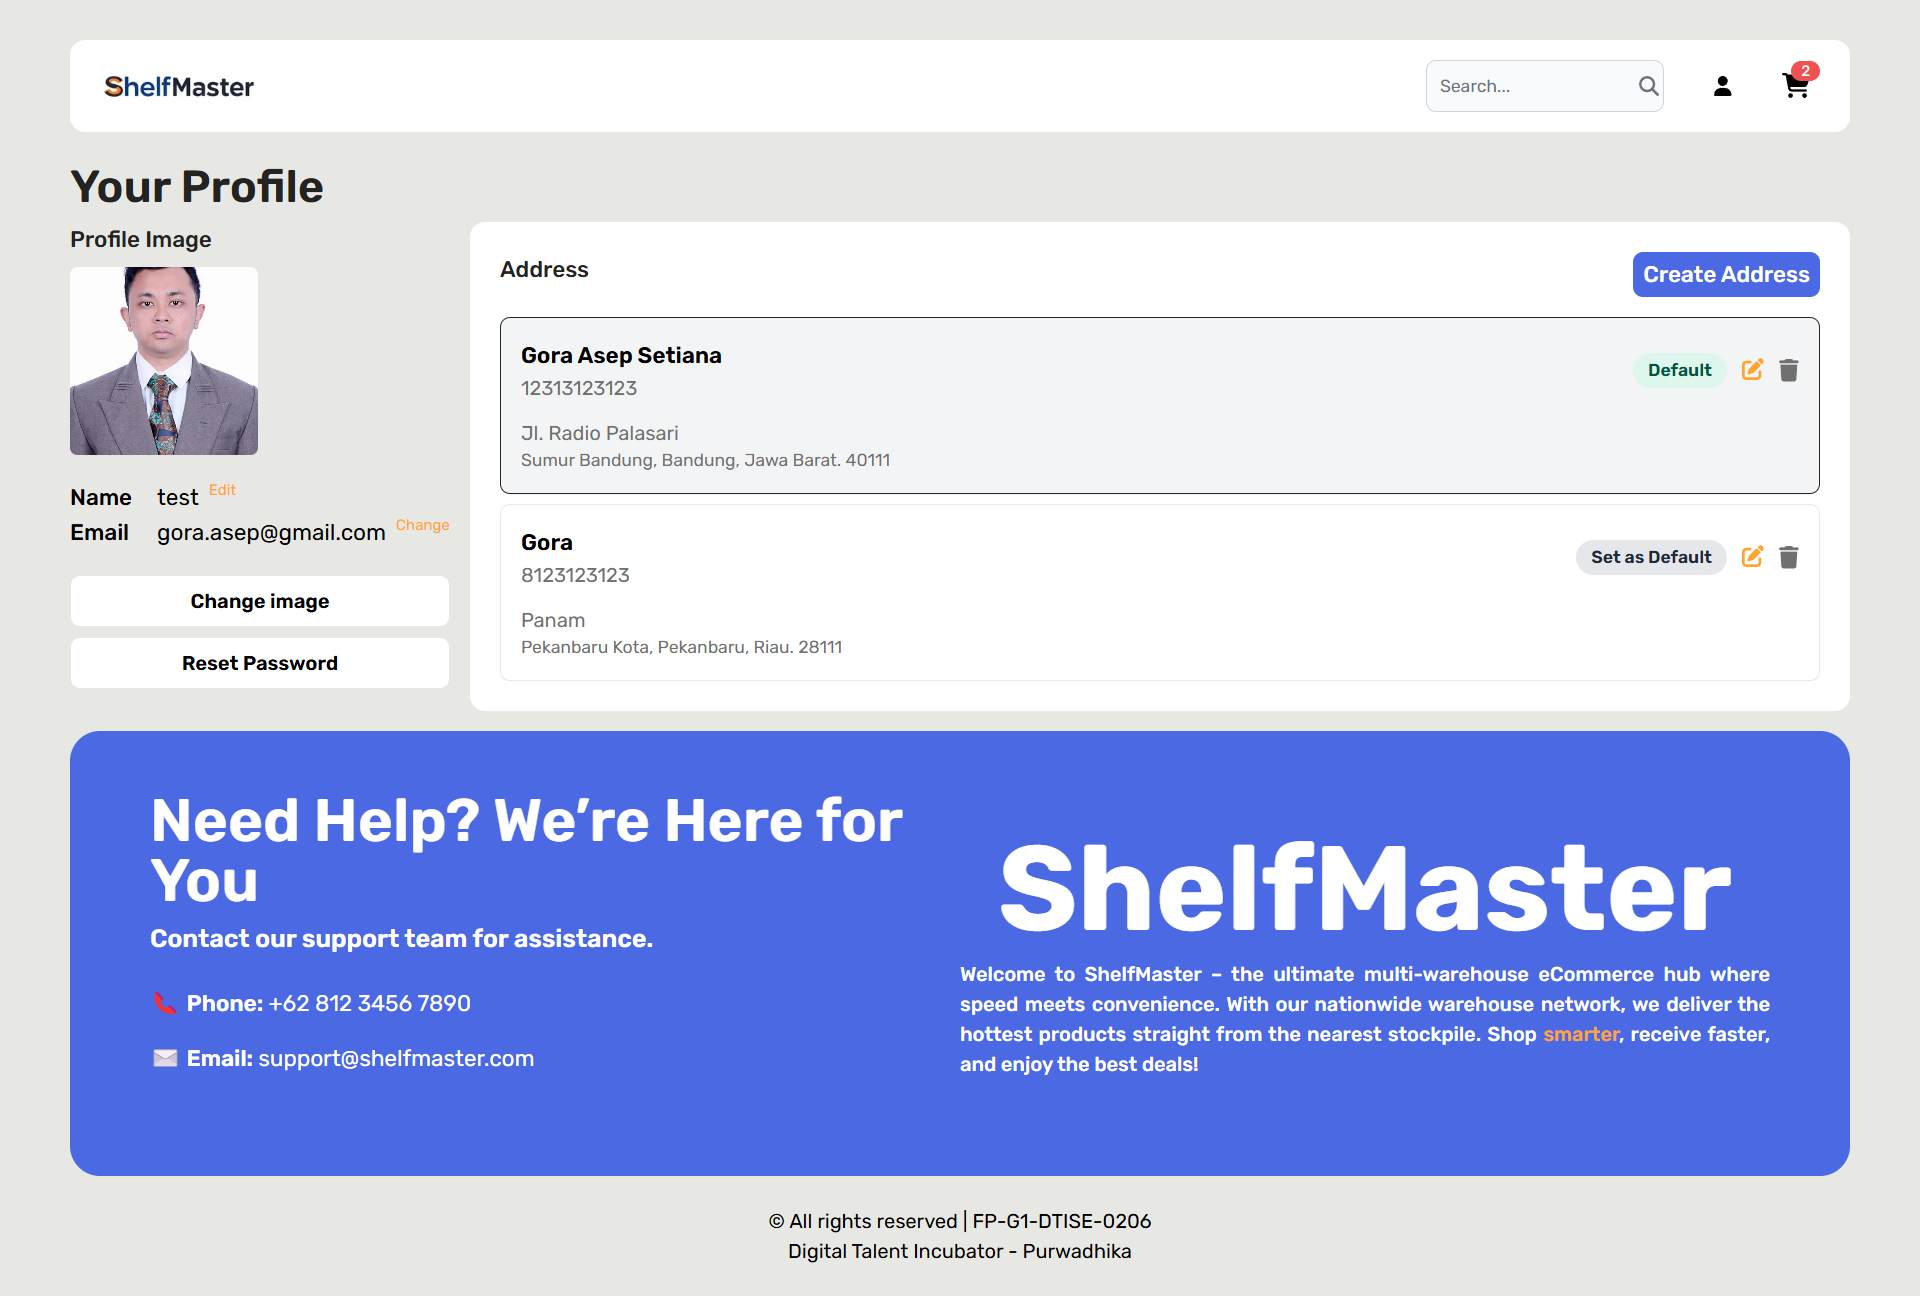 ShelfMaster
Search...
2
Your Profile
Profile Image
Name test Edit
Email gora.asep@gmail.com Change
Change image
Reset Password
Address
Create Address
Gora Asep Setiana
12313123123
Default
Jl. Radio Palasari
Sumur Bandung, Bandung, Jawa Barat. 40111
Gora
8123123123
Set as Default
Panam
Pekanbaru Kota, Pekanbaru, Riau. 28111
Need Help? We’re Here for
You
Contact our support team for assistance.
Phone: +62 812 3456 7890
Email: support@shelfmaster.com
ShelfMaster
Welcome to ShelfMaster – the ultimate multi-warehouse eCommerce hub where
speed meets convenience. With our nationwide warehouse network, we deliver the
hottest products straight from the nearest stockpile. Shop smarter, receive faster,
and enjoy the best deals!
© All rights reserved | FP-G1-DTISE-0206
Digital Talent Incubator - Purwadhika